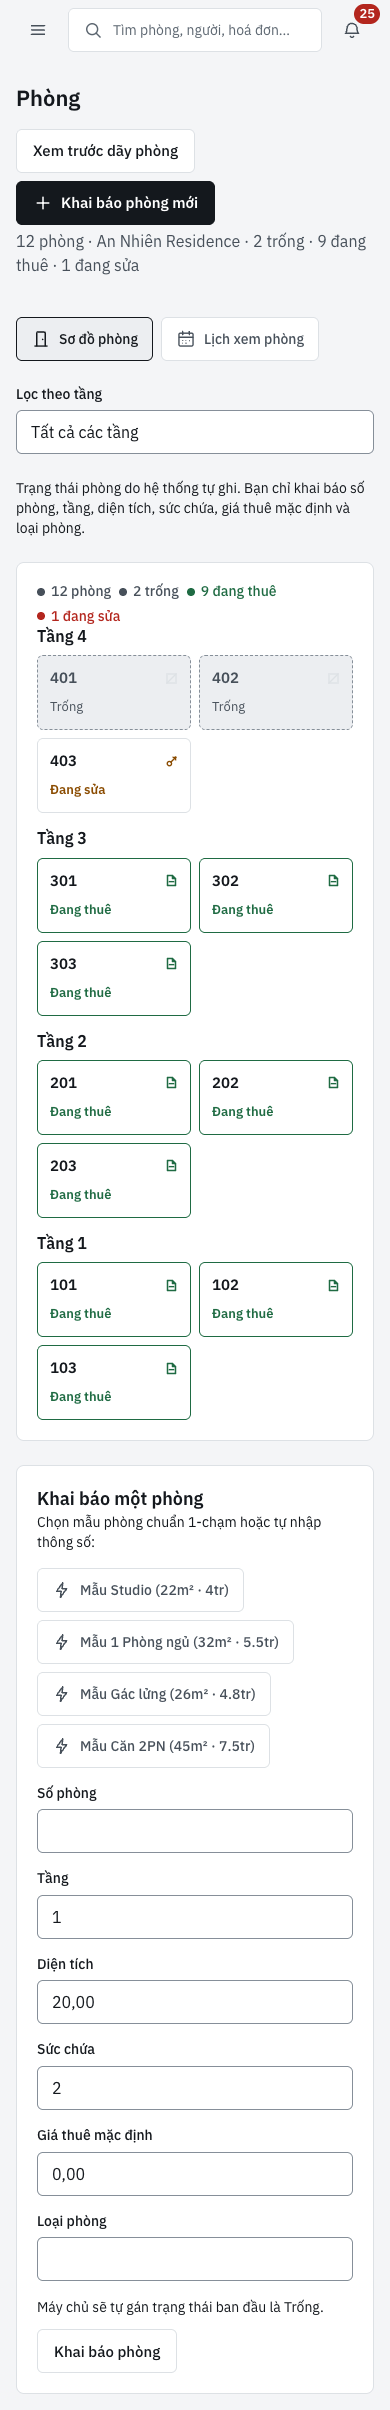 Tìm phòng, người, hoá đơn...
25
Phòng
Xem trước dãy phòng
Khai báo phòng mới
12 phòng · An Nhiên Residence · 2 trống · 9 đang
thuê · 1 đang sửa
Sơ đồ phòng
Lịch xem phòng
Lọc theo tầng
Tất cả các tầng
Trạng thái phòng do hệ thống tự ghi. Bạn chỉ khai báo số
phòng, tầng, diện tích, sức chứa, giá thuê mặc định và
loại phòng.
12 phòng 2 trống 9 đang thuê
1 đang sửa
Tầng 4
401 402
Trống Trống
403
Đang sửa
Tầng 3
301 302
Đang thuê Đang thuê
303
Đang thuê
Tầng 2
201 202
Đang thuê Đang thuê
203
Đang thuê
Tầng 1
101 102
Đang thuê Đang thuê
103
Đang thuê
Khai báo một phòng
Chọn mẫu phòng chuẩn 1-chạm hoặc tự nhập
thông số:
Mẫu Studio (22m² · 4tr)
Mẫu 1 Phòng ngủ (32m² · 5.5tr)
Mẫu Gác lửng (26m² · 4.8tr)
Mẫu Căn 2PN (45m² · 7.5tr)
Số phòng
Tầng
1
Diện tích
20,00
Sức chứa
2
Giá thuê mặc định
0,00
Loại phòng
Máy chủ sẽ tự gán trạng thái ban đầu là Trống.
Khai báo phòng